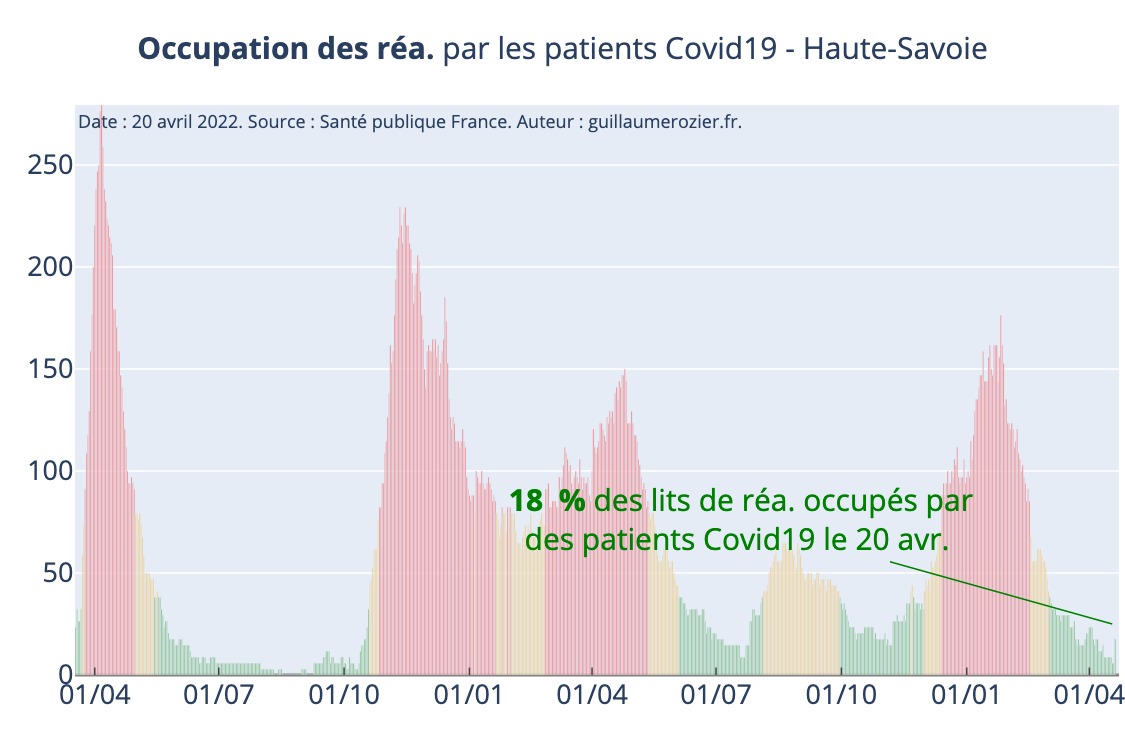 Occupation des réa. par les patients Covid19 - Haute-Savoie
Date : 20 avril 2022. Source : Santé publique France. Auteur : guillaumerozier.fr.
250
200
150
100
18 % des lits de réa. occupés par
des patients Covid19 le 20 avr.
50
0
01/04 01/07 01/10 01/01 01/04 01/07 01/10 01/01 01/04